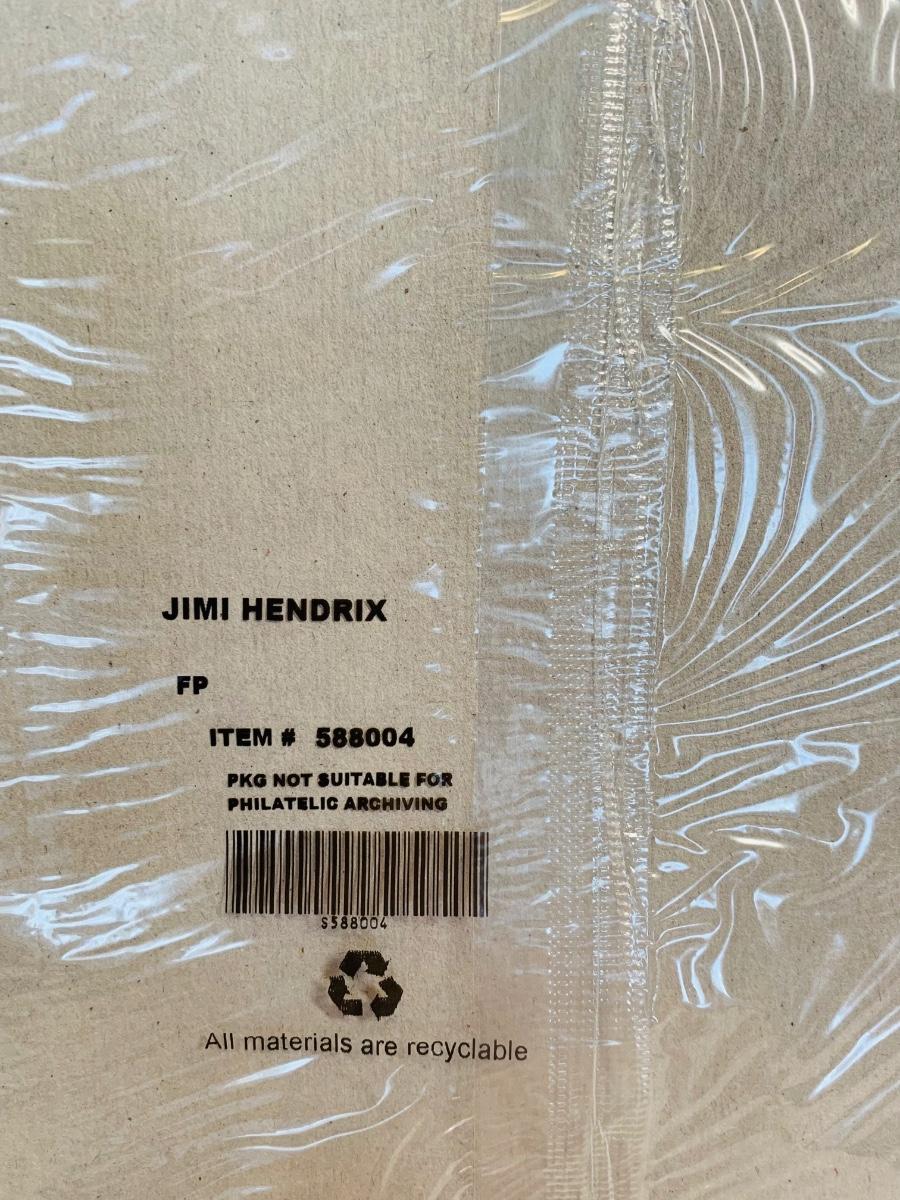 JIMI HENDRIX
FP
ITEM # 588004
PKG NOT SUITABLE FOR
PHILATELIC ARCHIVING
S588004
All materials are recyclable